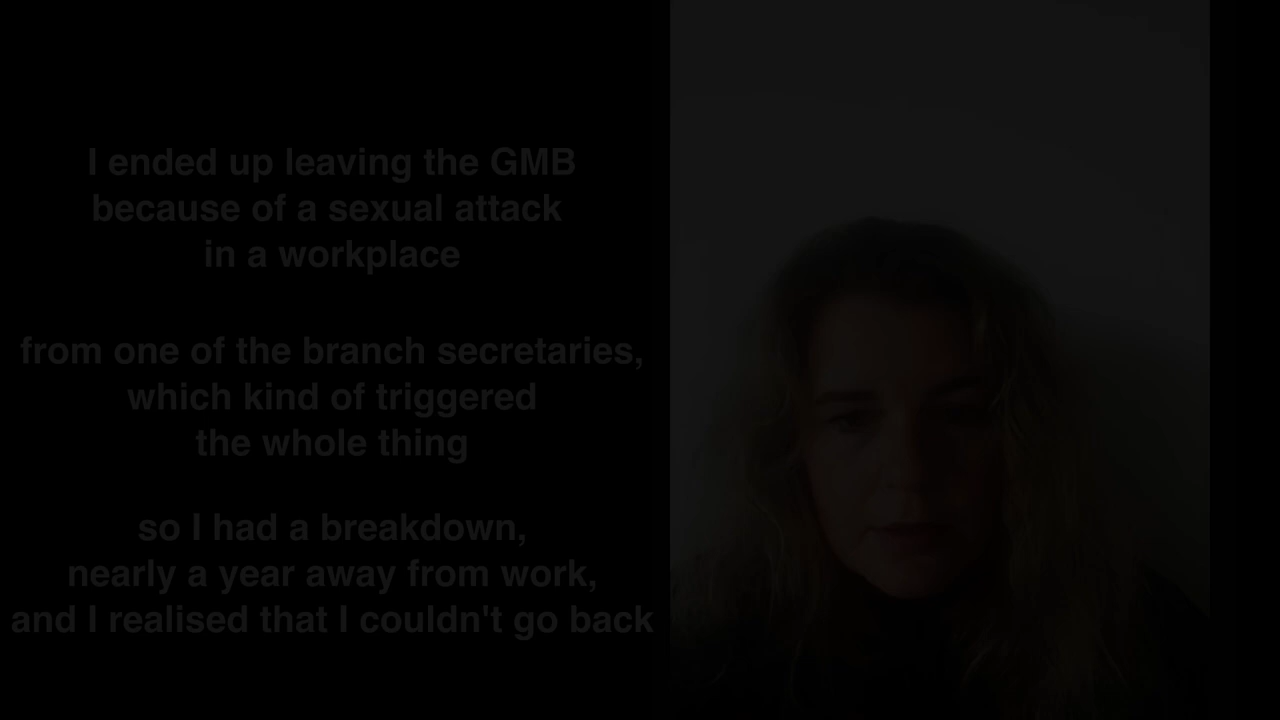 I ended up leaving the GMB
because of a sexual attack
in a workplace
from one of the branch secretaries,
which kind of triggered
the whole thing
so I had a breakdown,
nearly a year away from work,
and I realised that I couldn't go back